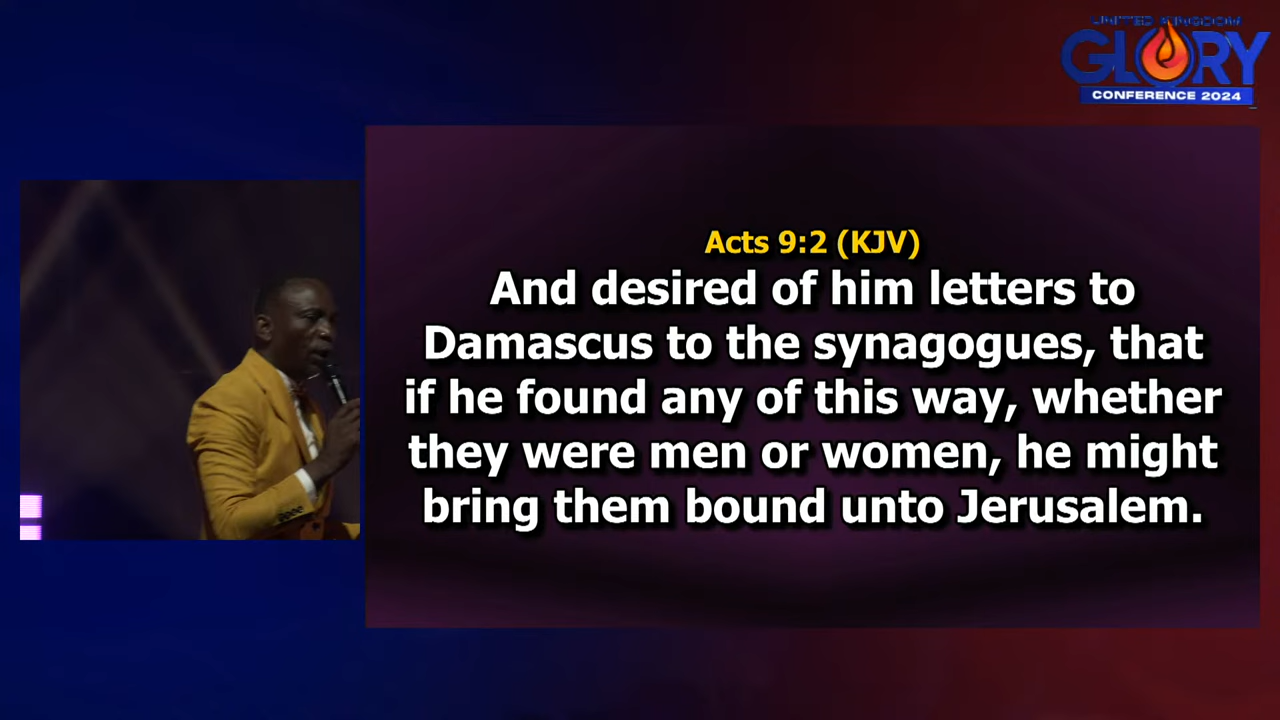 UNITED KINGDOM
GLORY
CONFERENCE 2024
Acts 9:2 (KJV)
And desired of him letters to
Damascus to the synagogues, that
if he found any of this way, whether
they were men or women, he might
bring them bound unto Jerusalem.